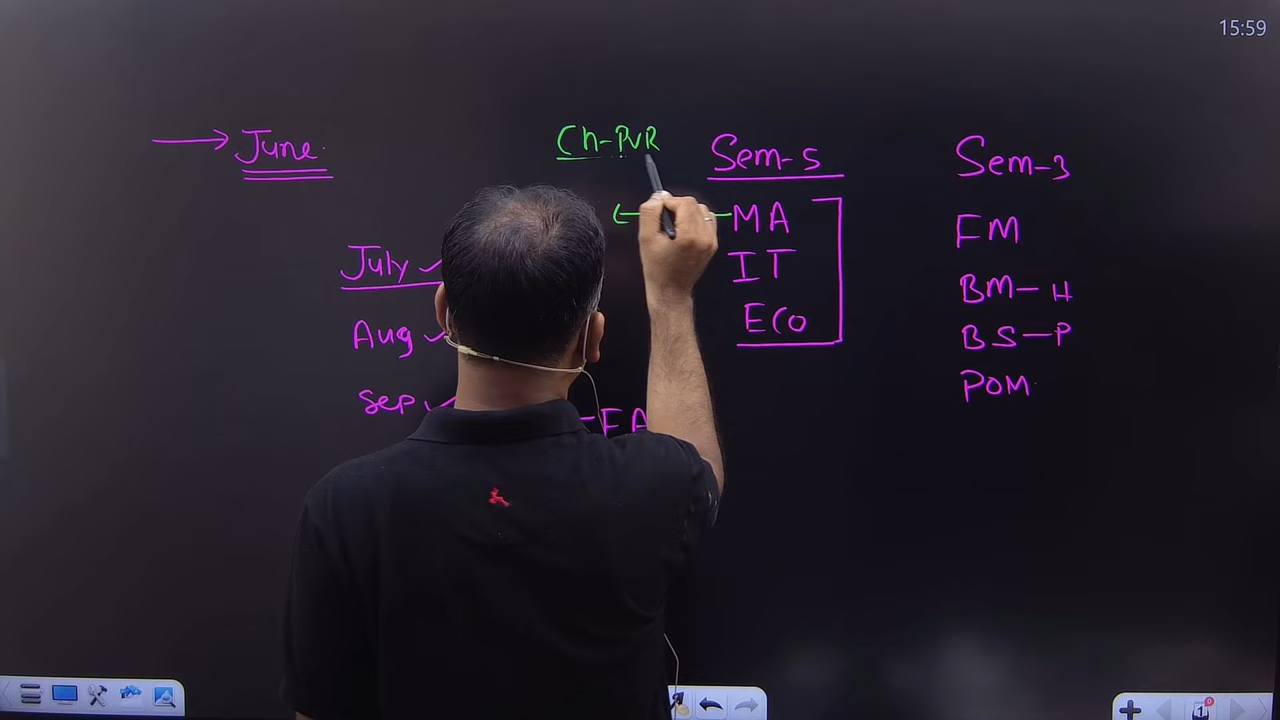 15:59
June
Ch-PVR
Sem-5
MA
IT
ECO
Sem-3
FM
BM-H
BS-P
POM
July
Aug
Sep
1